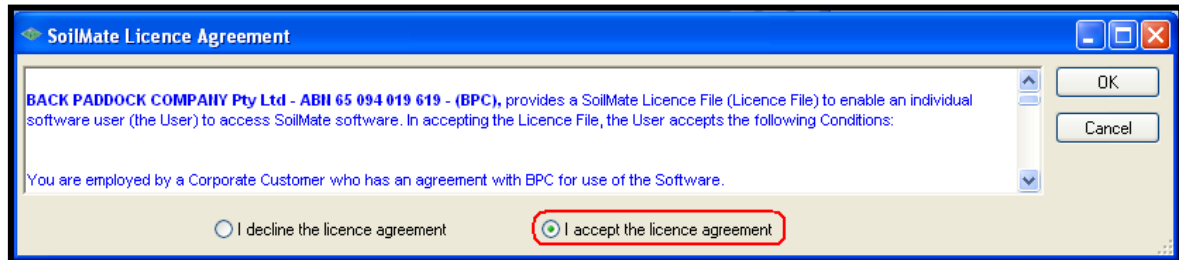 SoilMate Licence Agreement
BACK PADDOCK COMPANY Pty Ltd - ABN 65 094 019 619 - (BPC), provides a SoilMate Licence File (Licence File) to enable an individual
software user (the User) to access SoilMate software. In accepting the Licence File, the User accepts the following Conditions:
You are employed by a Corporate Customer who has an agreement with BPC for use of the Software.
OK
Cancel
I decline the licence agreement
I accept the licence agreement